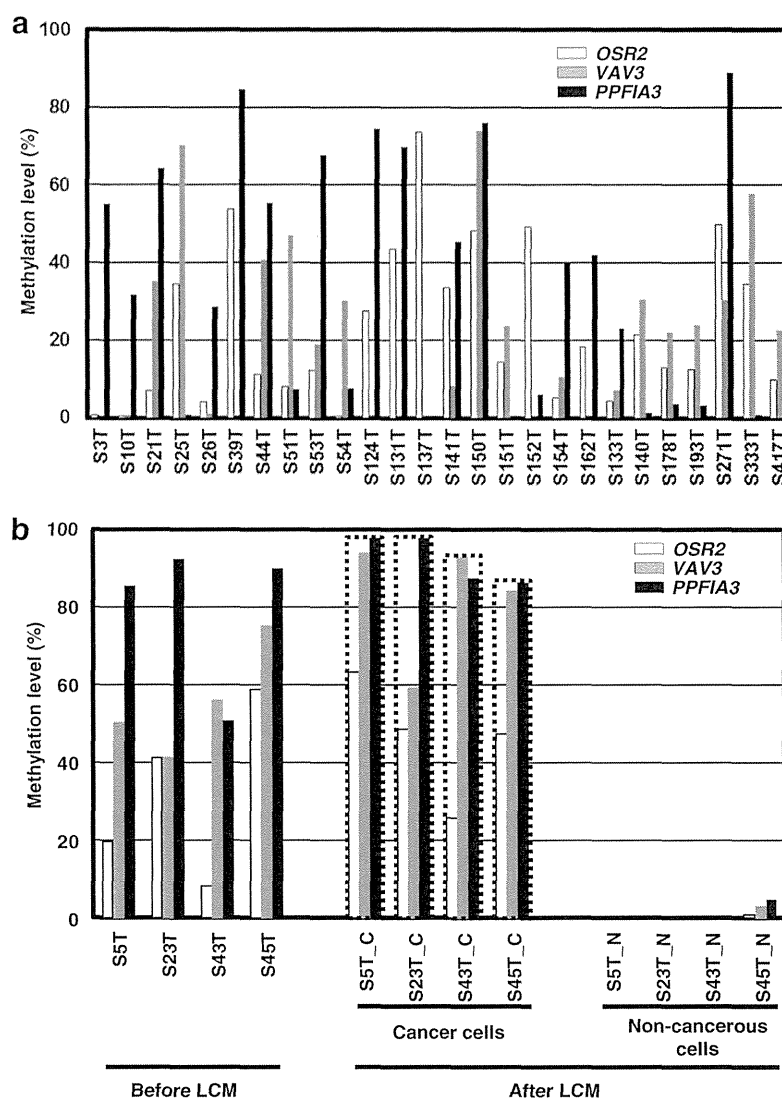 a
100
80
60
40
20
0
Methylation level (%)
OSR2
VAV3
PPFIA3
S3T
S10T
S21T
S25T
S26T
S39T
S44T
S51T
S53T
S54T
S124T
S131T
S137T
S141T
S150T
S151T
S152T
S154T
S162T
S133T
S140T
S178T
S193T
S271T
S333T
S417T
b
100
80
60
40
20
0
Methylation level (%)
OSR2
VAV3
PPFIA3
S5T
S23T
S43T
S45T
S5T_C
S23T_C
S43T_C
S45T_C
S5T_N
S23T_N
S43T_N
S45T_N
Cancer cells
Non-cancerous
cells
Before LCM
After LCM